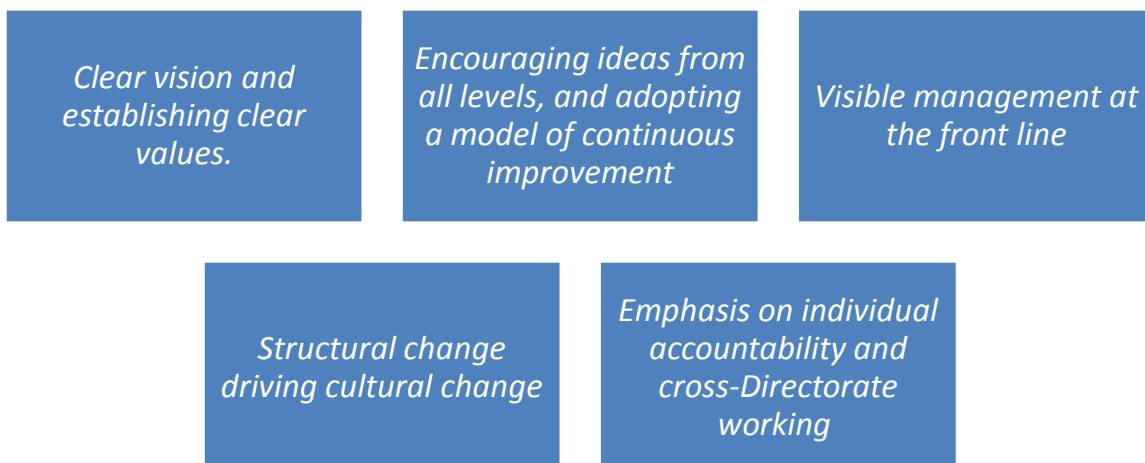 Clear vision and
establishing clear
values.
Encouraging ideas from
all levels, and adopting
a model of continuous
improvement
Visible management at
the front line
Structural change
driving cultural change
Emphasis on individual
accountability and
cross-Directorate
working